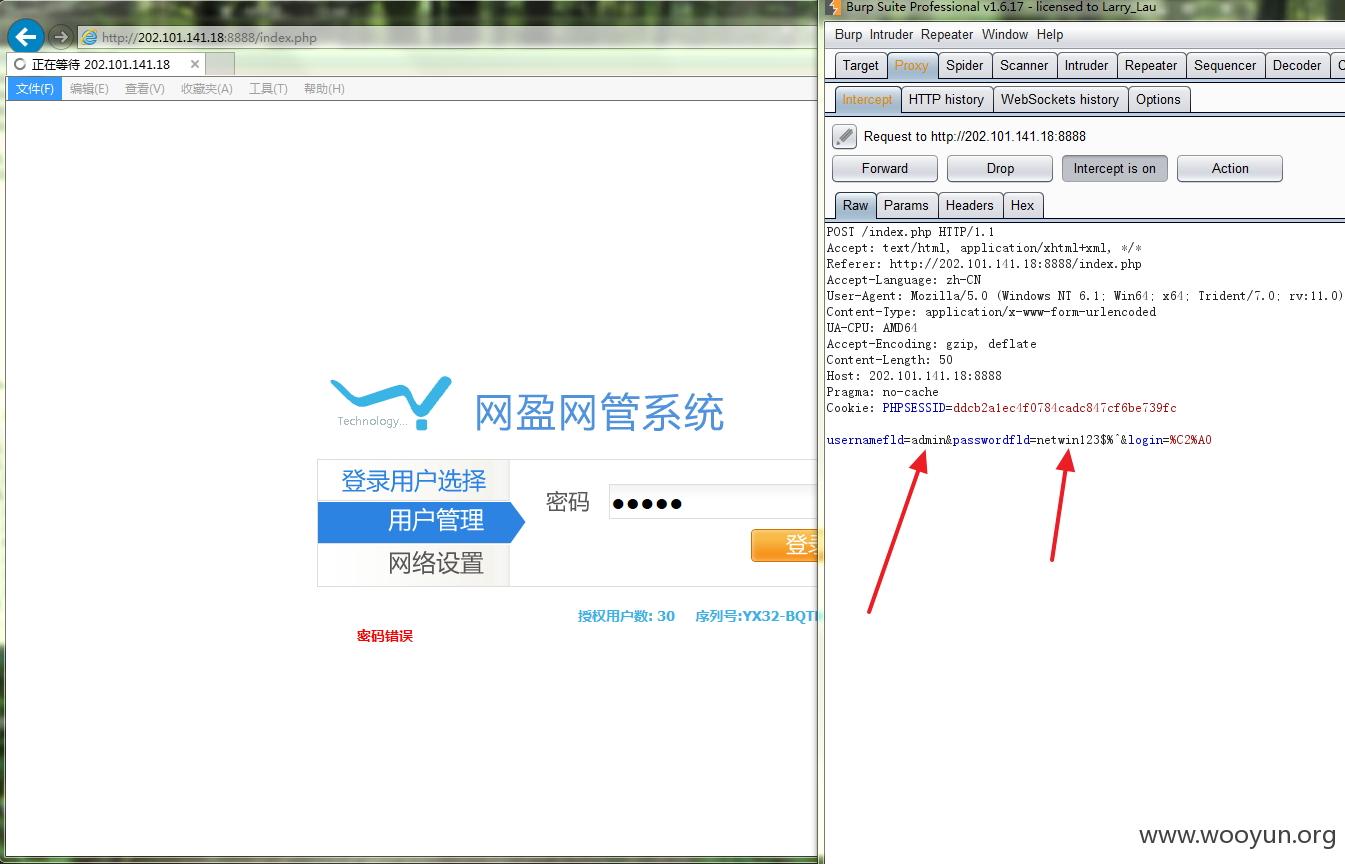 http://202.101.141.18:8888/index.php
正在等待 202.101.141.18
文件(F) 编辑(E) 查看(V) 收藏夹(A) 工具(T) 帮助(H)
Technology...
网盈网管系统
登录用户选择
用户管理
网络设置
密码
登录
授权用户数: 30 序列号:YX32-BQT
密码错误
Burp Suite Professional v1.6.17 - licensed to Larry_Lau
Burp Intruder Repeater Window Help
Target Proxy Spider Scanner Intruder Repeater Sequencer Decoder C
Intercept HTTP history WebSockets history Options
Request to http://202.101.141.18:8888
Forward Drop Intercept is on Action
Raw Params Headers Hex
POST /index.php HTTP/1.1
Accept: text/html, application/xhtml+xml, */*
Referer: http://202.101.141.18:8888/index.php
Accept-Language: zh-CN
User-Agent: Mozilla/5.0 (Windows NT 6.1; Win64; x64; Trident/7.0; rv:11.0)
Content-Type: application/x-www-form-urlencoded
UA-CPU: AMD64
Accept-Encoding: gzip, deflate
Content-Length: 50
Host: 202.101.141.18:8888
Pragma: no-cache
Cookie: PHPSESSID=ddcb2a1ec4f0784cadc847cf6be739fc
usernamefld=admin&passwordfld=netwin123$%^&login=%C2%A0
www.wooyun.org